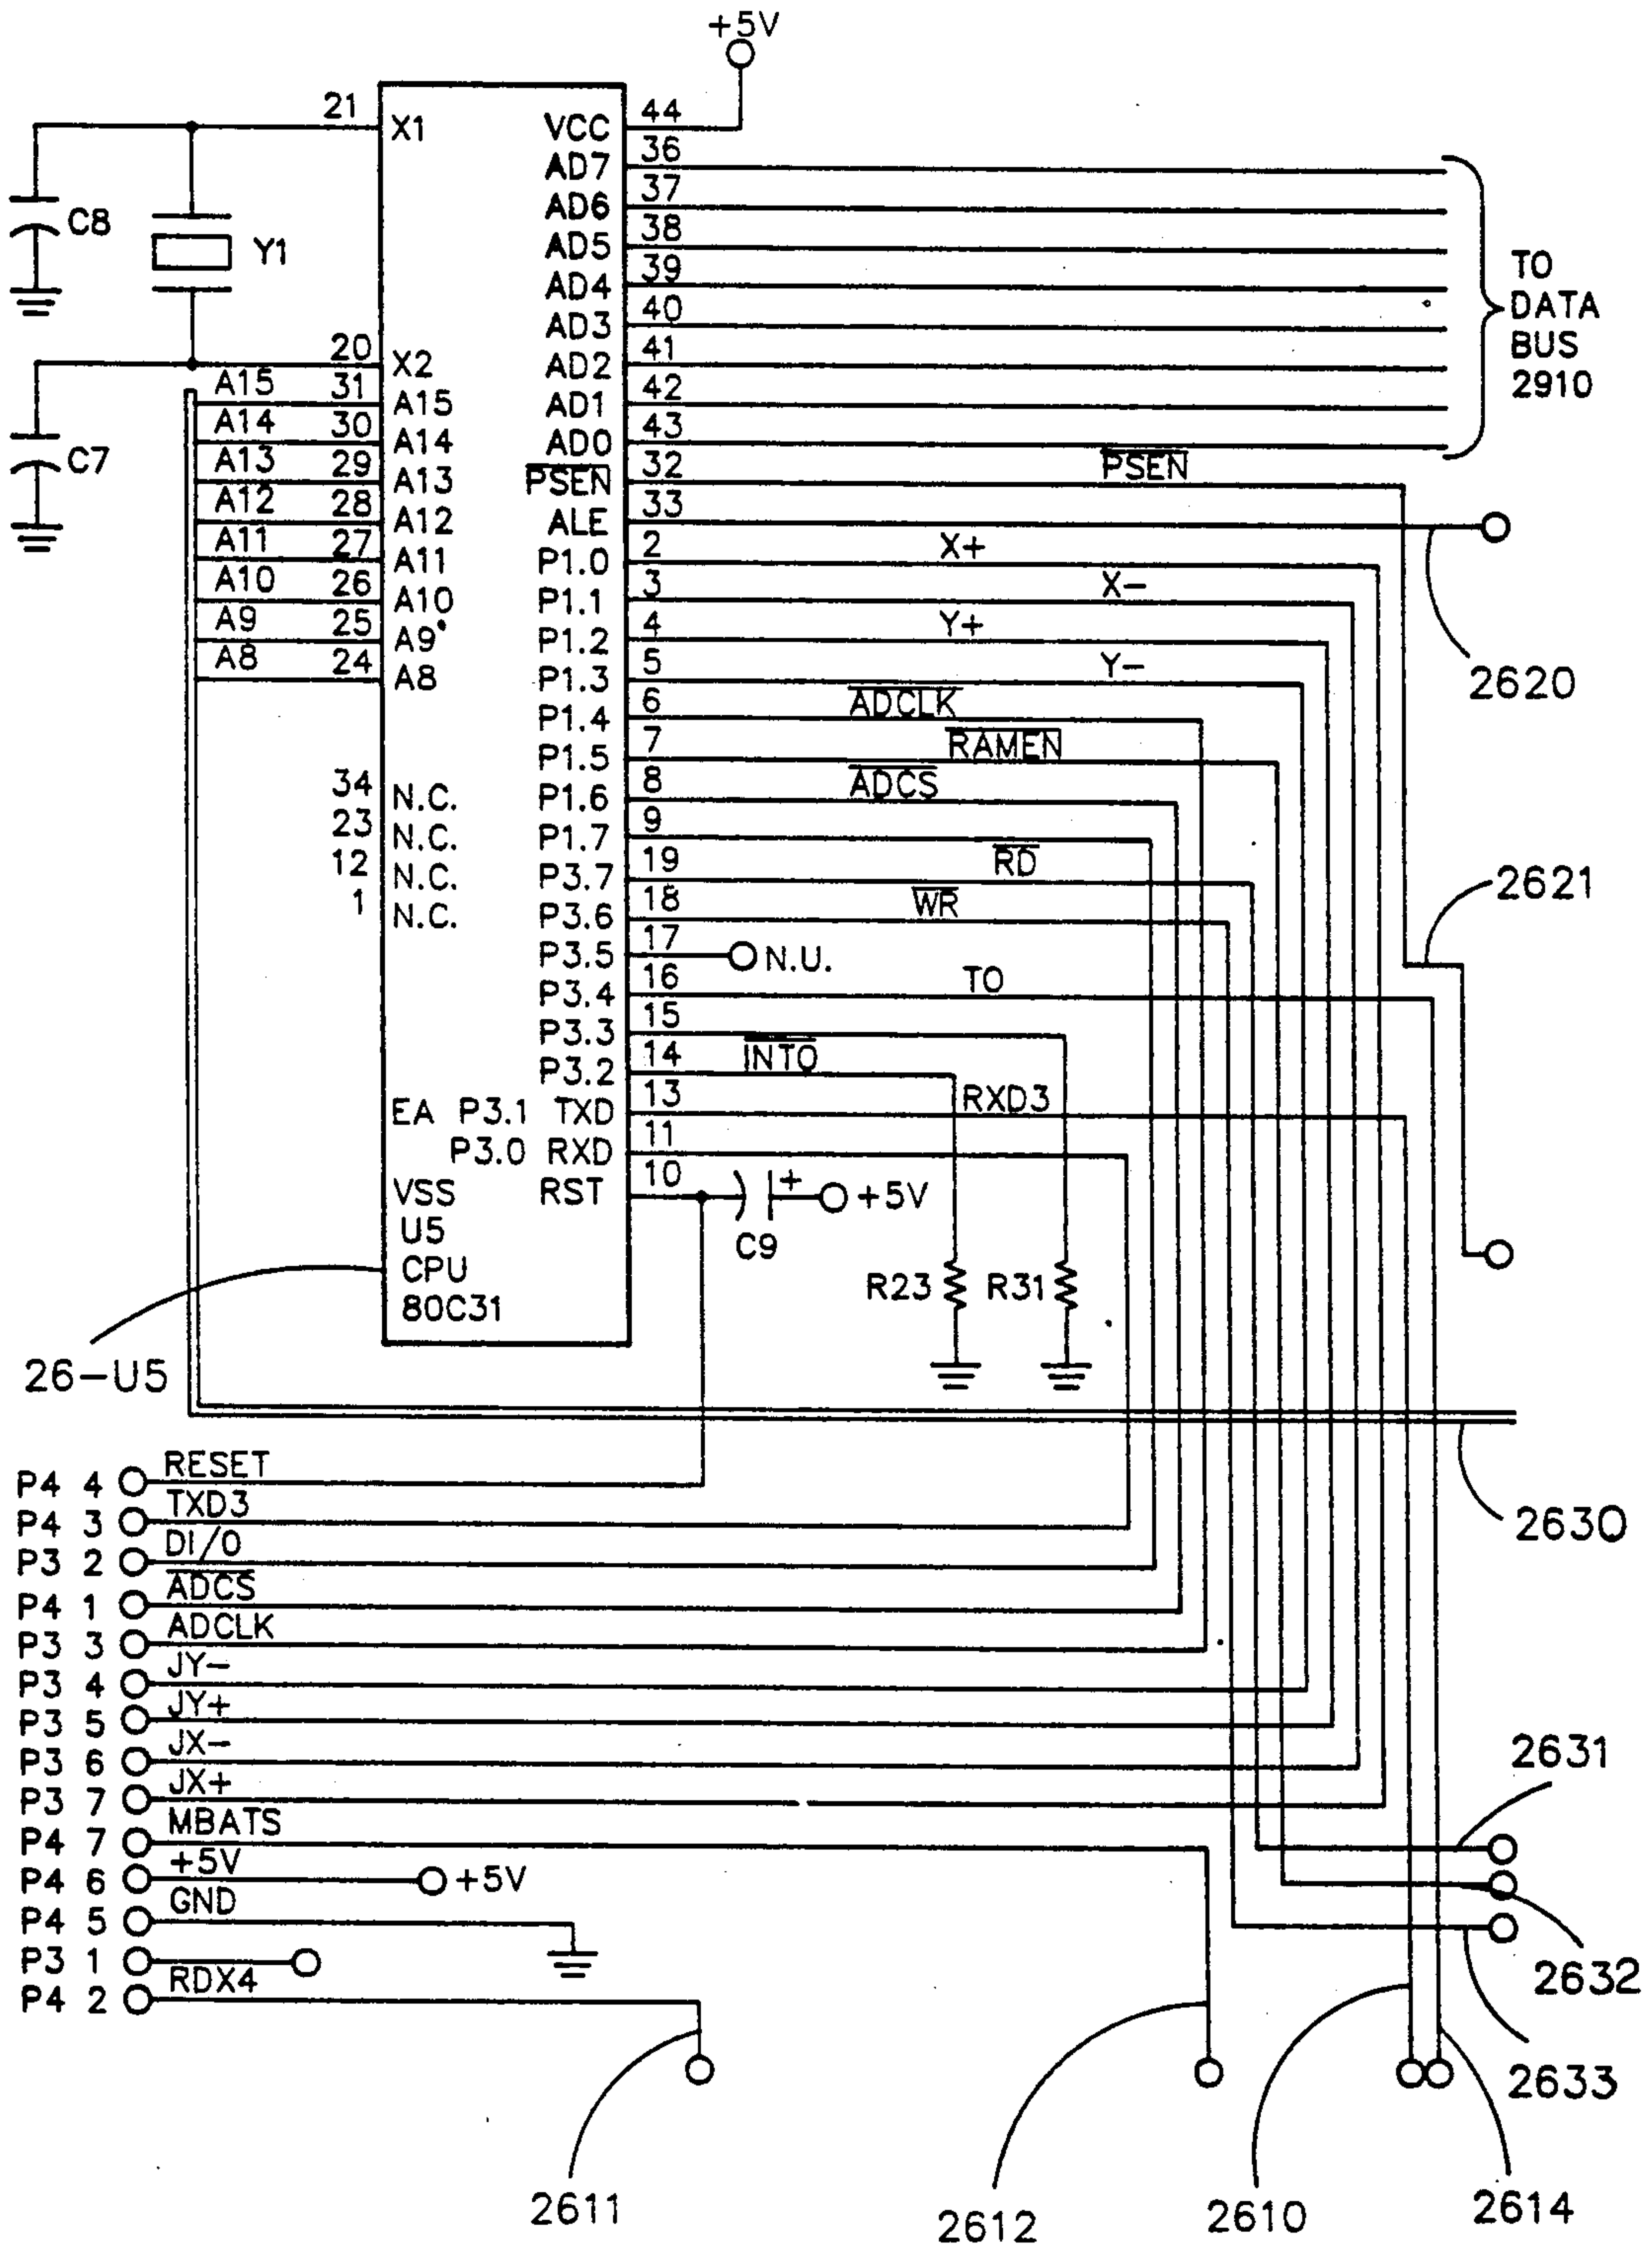 +5V
21 X1 VCC 44
AD7 36
C8 Y1 AD6 37
AD5 38
AD4 39
AD3 40
20 X2 AD2 41
A15 31 A15 AD1 42
A14 30 A14 AD0 43
TO
DATA
BUS
2910
C7
A13 29 A13 PSEN 32 PSEN
A12 28 A12 ALE 33
A11 27 A11 P1.0 2 X+
A10 26 A10 P1.1 3 X-
A9 25 A9 P1.2 4 Y+
A8 24 A8 P1.3 5 Y-
2620
P1.4 6 ADCLK
P1.5 7 RAMEN
34 N.C. P1.6 8 ADCS
23 N.C. P1.7 9
12 N.C. P3.7 19 RD
1 N.C. P3.6 18 WR
2621
P3.5 17 N.U.
P3.4 16 TO
P3.3 15
P3.2 14 INTO
EA P3.1 TXD 13 RXD3
P3.0 RXD 11
VSS RST 10 + +5V
U5 C9
CPU R23 R31
80C31
26-U5
P4 4 RESET
P4 3 TXD3
2630
P3 2 DI/O
P4 1 ADCS
P3 3 ADCLK
P3 4 JY-
P3 5 JY+
P3 6 JX-
2631
P3 7 JX+
P4 7 MBATS
P4 6 +5V +5V
P4 5 GND
P3 1
2632
P4 2 RDX4
2633
2611
2612
2610
2614